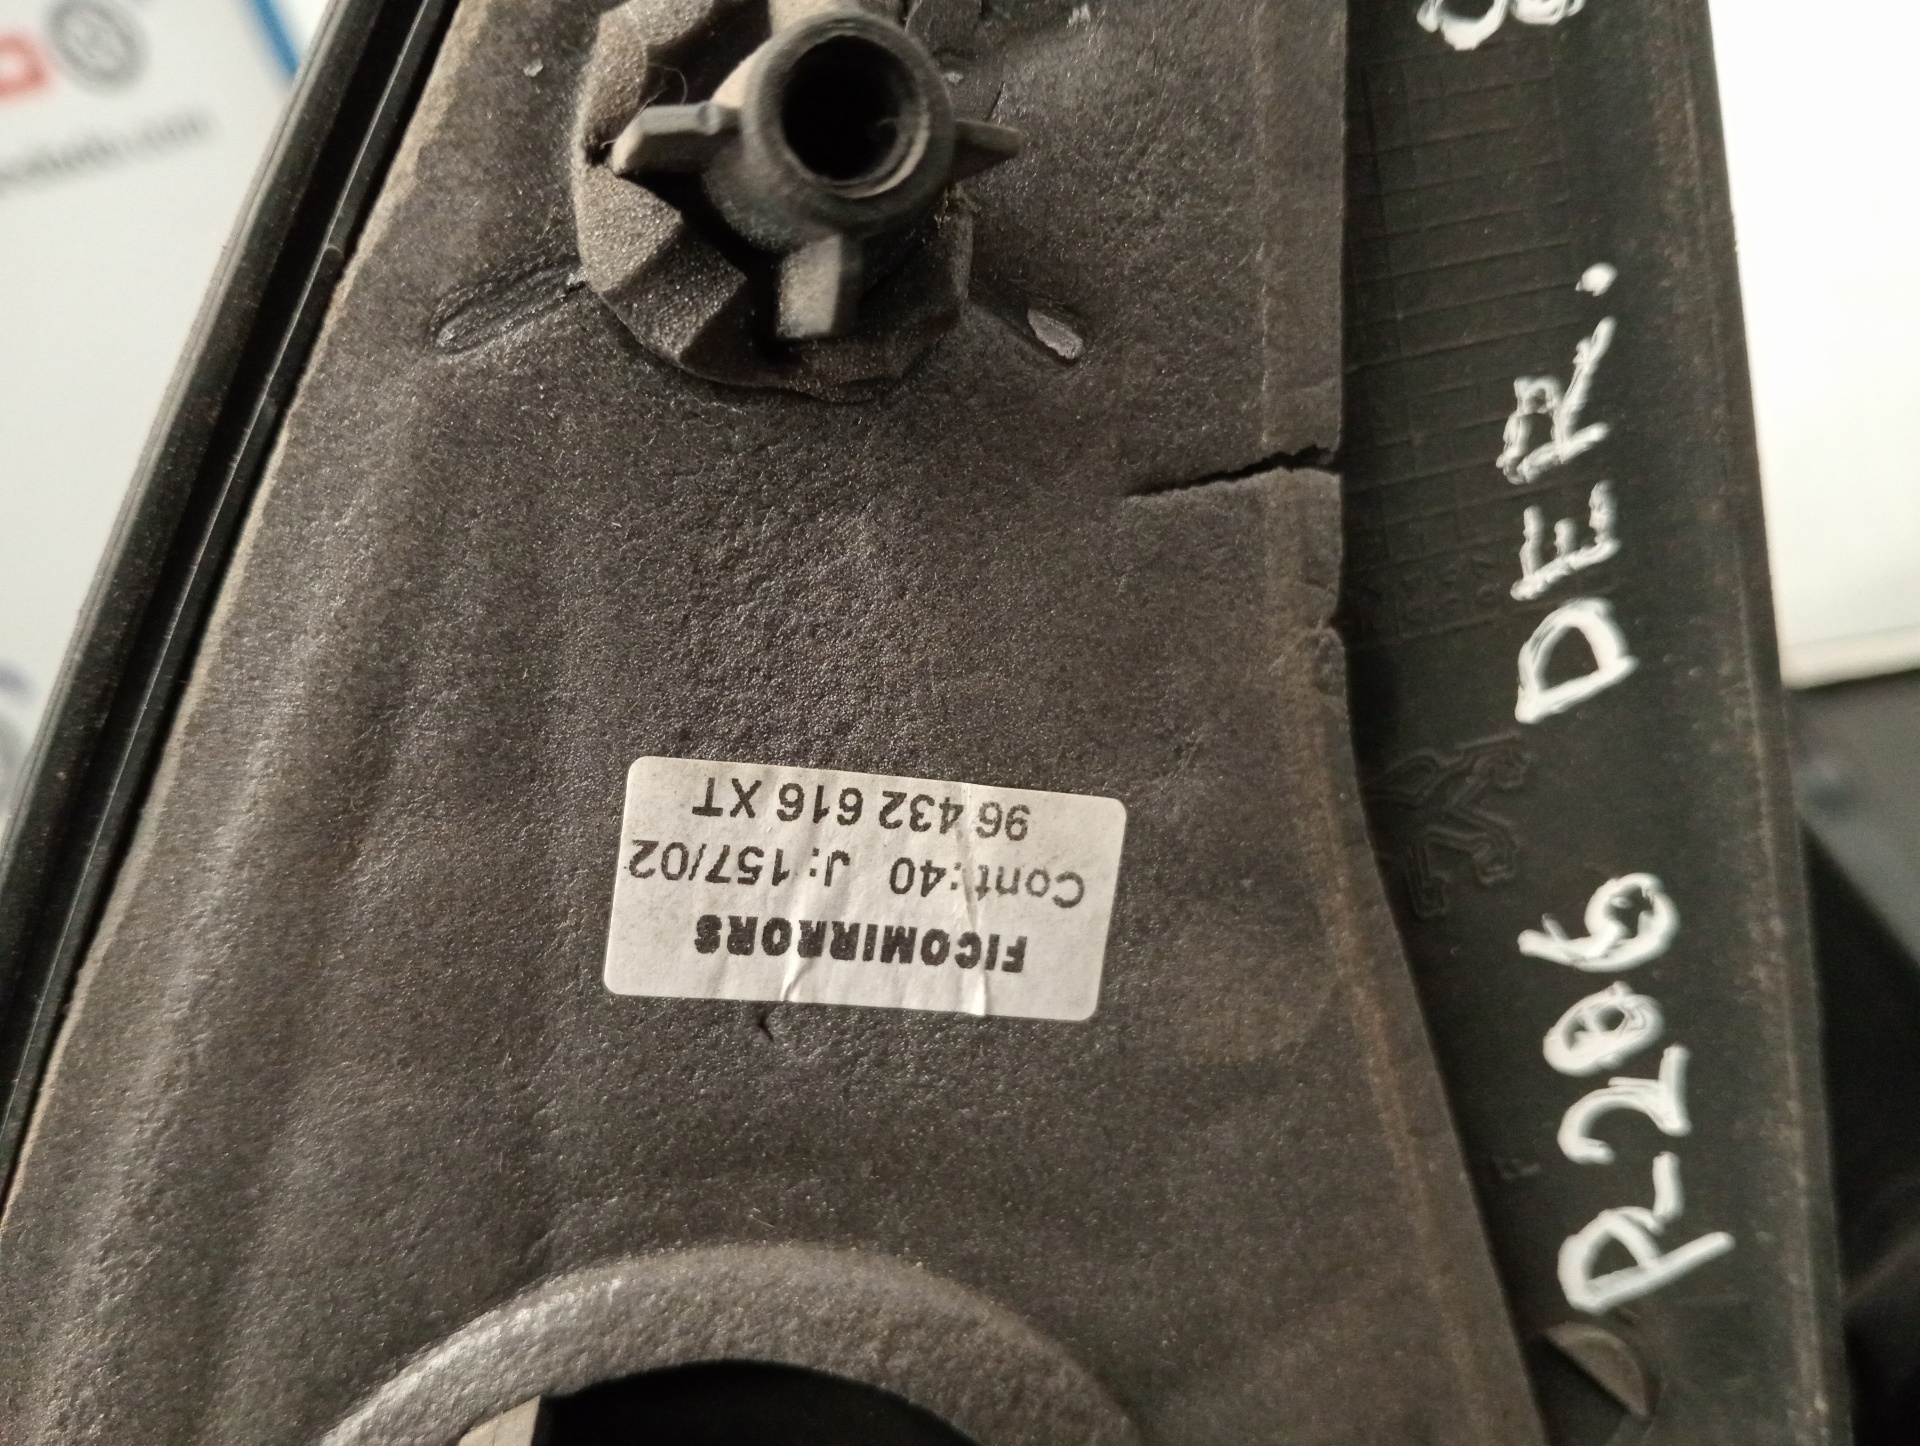 FICOMIRRORS
Cont:40 J:157/02
96 432 616 XT
P206 DER.